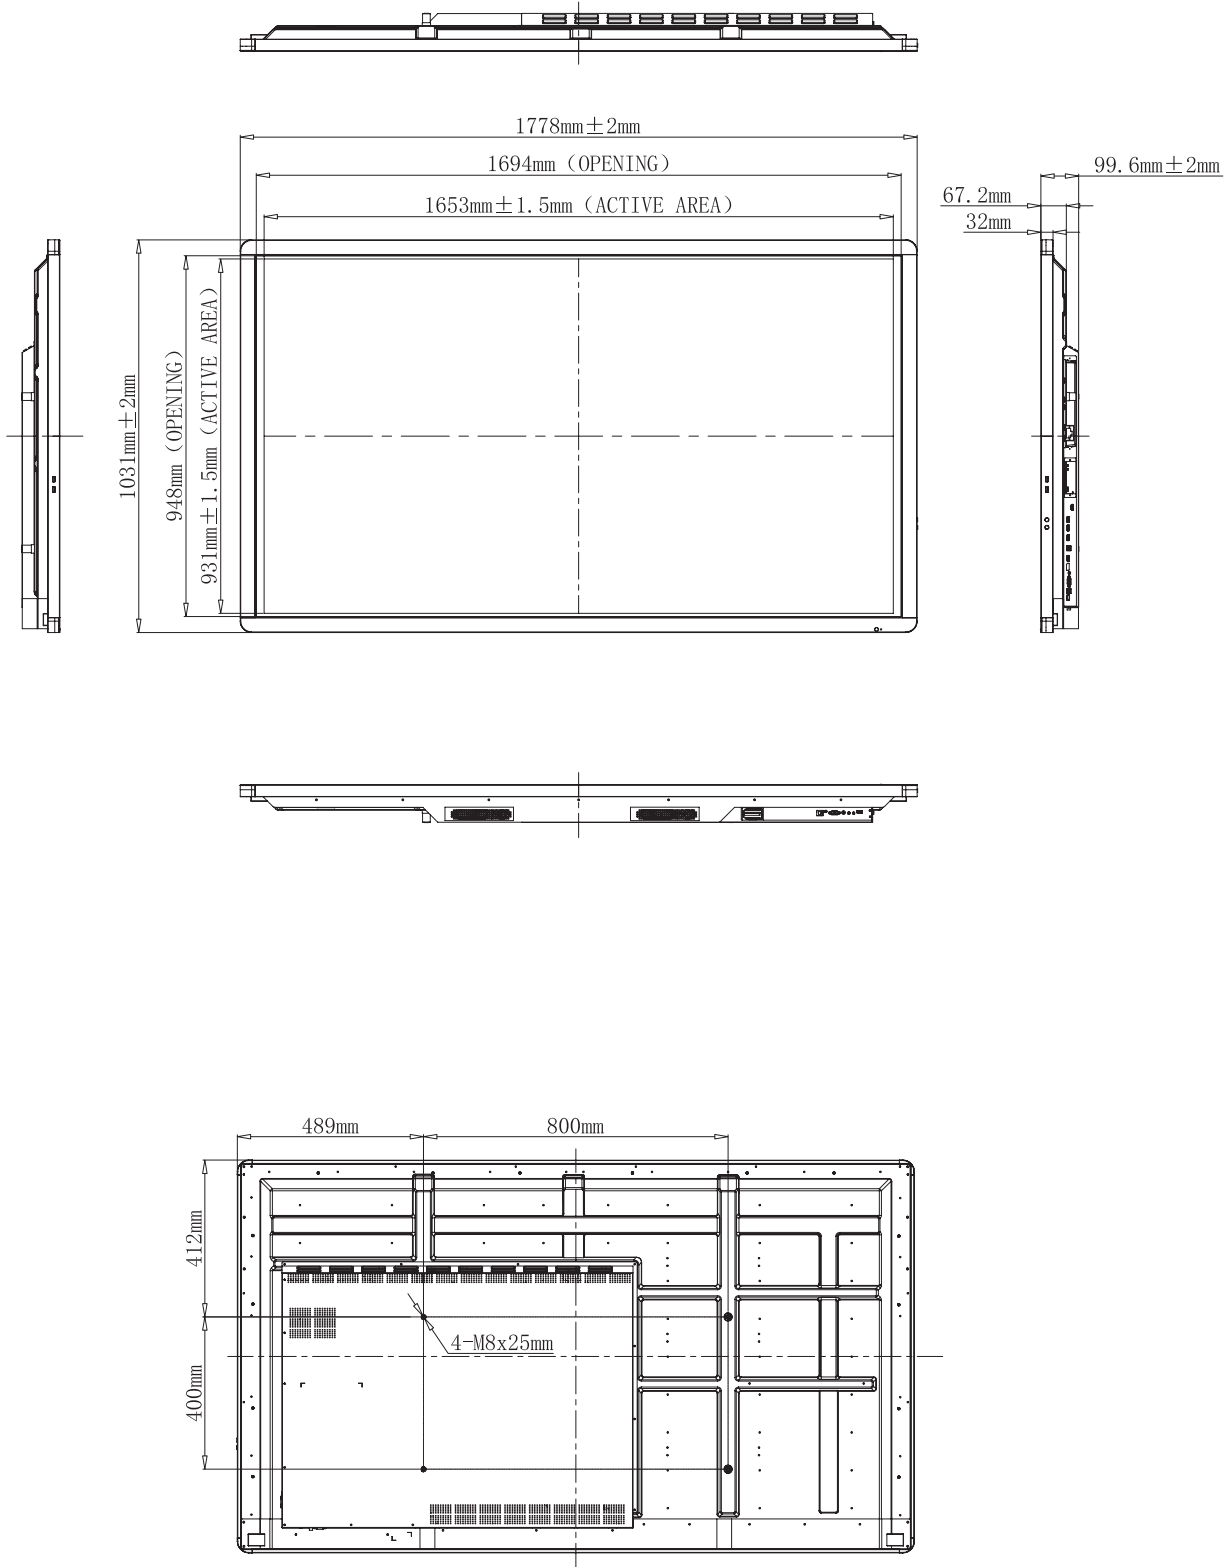 1778mm±2mm
1694mm (OPENING)
1653mm±1.5mm (ACTIVE AREA)
99.6mm±2mm
67.2mm
32mm
1031mm±2mm
948mm (OPENING)
931mm±1.5mm (ACTIVE AREA)
489mm
800mm
412mm
4-M8x25mm
400mm